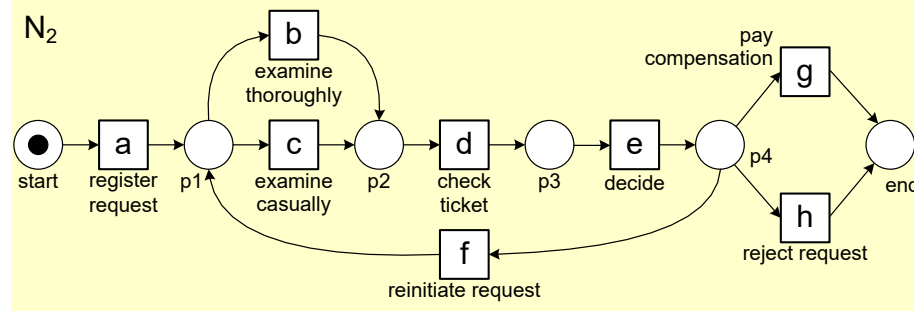 N2
b
examine
thoroughly
pay
compensation
g
a
c
d
e
start
register
request
p1
examine
casually
p2
check
ticket
p3
decide
p4
end
h
reject request
f
reinitiate request